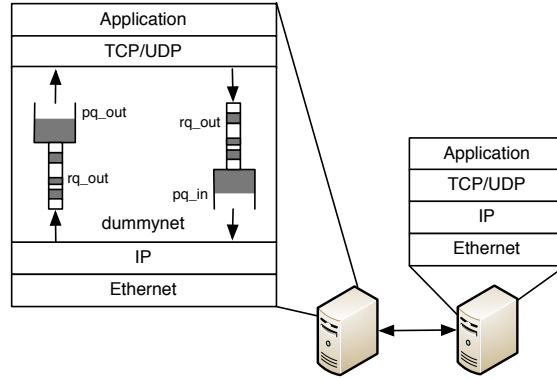 Application
TCP/UDP
pq_out
rq_out
rq_out
pq_in
dummynet
IP
Ethernet
Application
TCP/UDP
IP
Ethernet